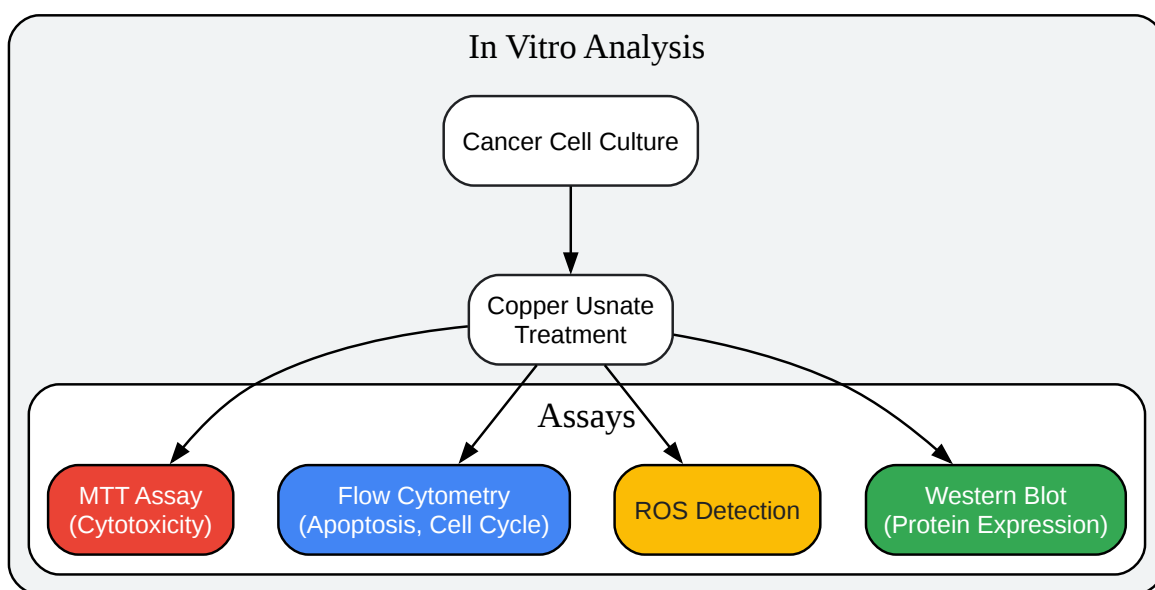 In Vitro Analysis
Cancer Cell Culture
Copper Usnate
Treatment
Assays
MTT Assay
(Cytotoxicity)
Flow Cytometry
(Apoptosis, Cell Cycle)
ROS Detection
Western Blot
(Protein Expression)